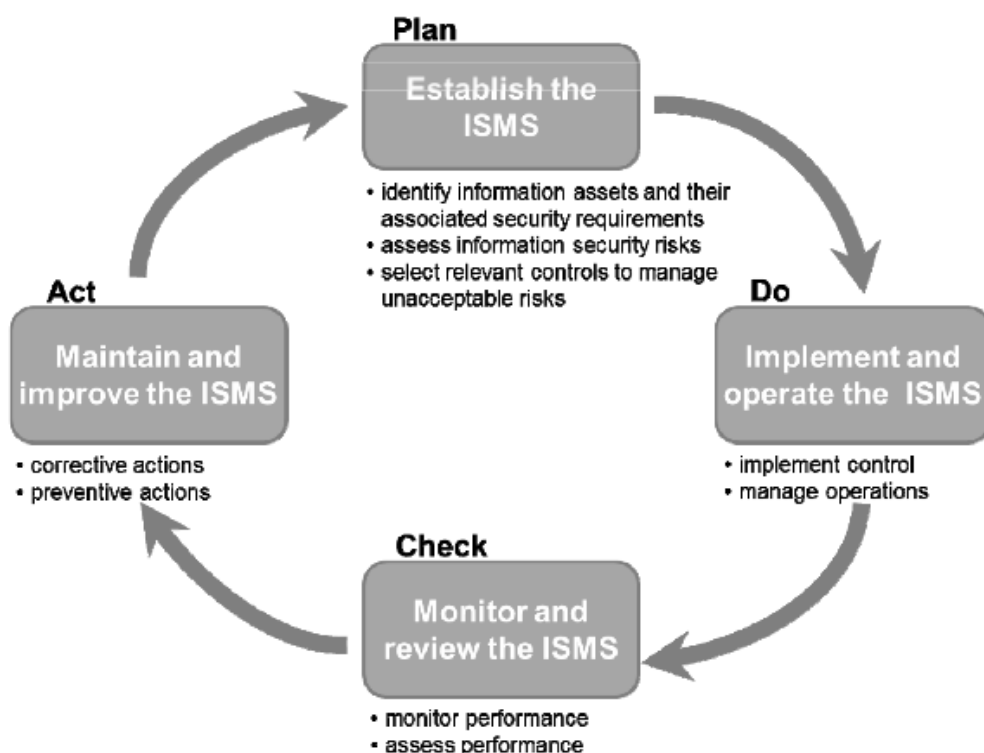 Plan
Establish the
ISMS
• identify information assets and their
associated security requirements
• assess information security risks
• select relevant controls to manage
unacceptable risks
Act
Maintain and
improve the ISMS
• corrective actions
• preventive actions
Do
Implement and
operate the ISMS
• implement control
• manage operations
Check
Monitor and
review the ISMS
• monitor performance
• assess performance